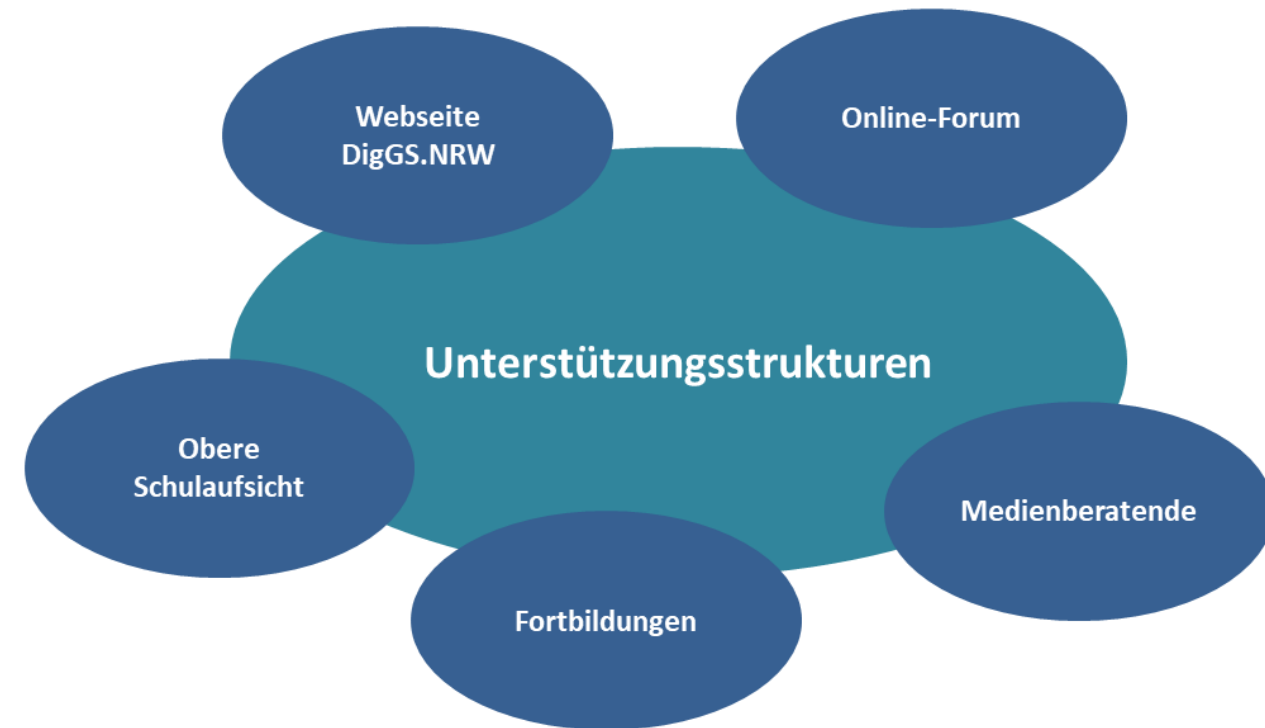 Webseite
DigGS.NRW
Online-Forum
Unterstützungsstrukturen
Obere
Schulaufsicht
Medienberatende
Fortbildungen